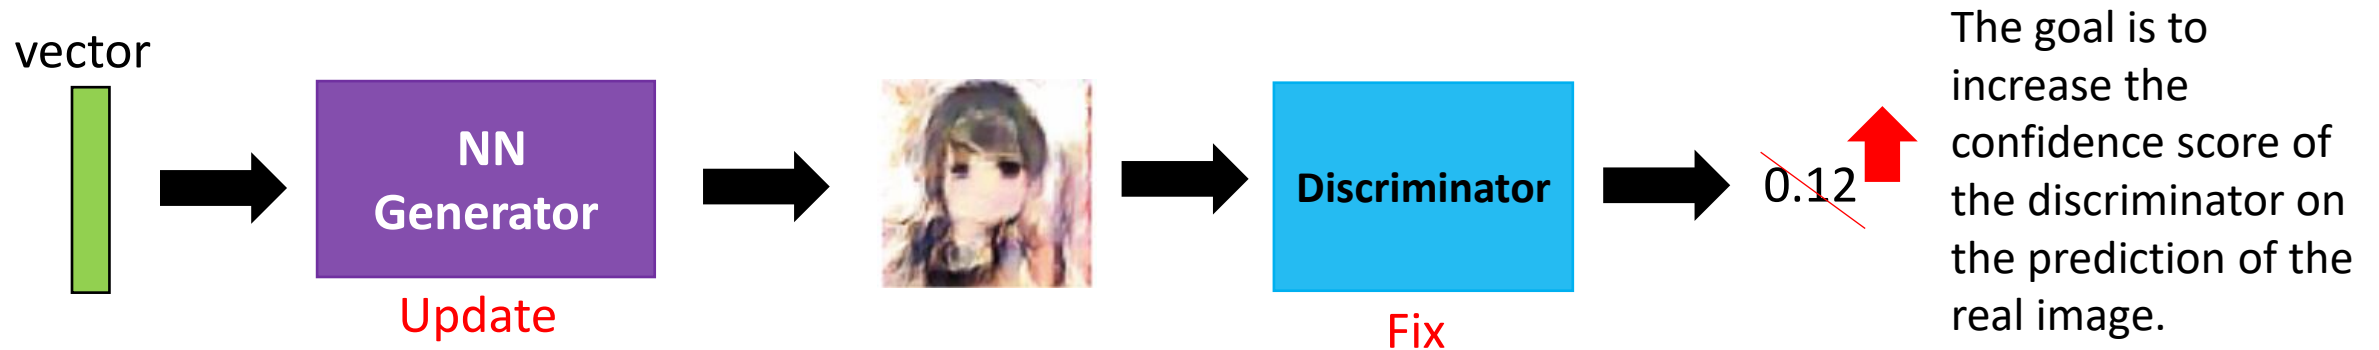 vector
NN
Generator
Update
Discriminator
Fix
0.12
The goal is to
increase the
confidence score of
the discriminator on
the prediction of the
real image.